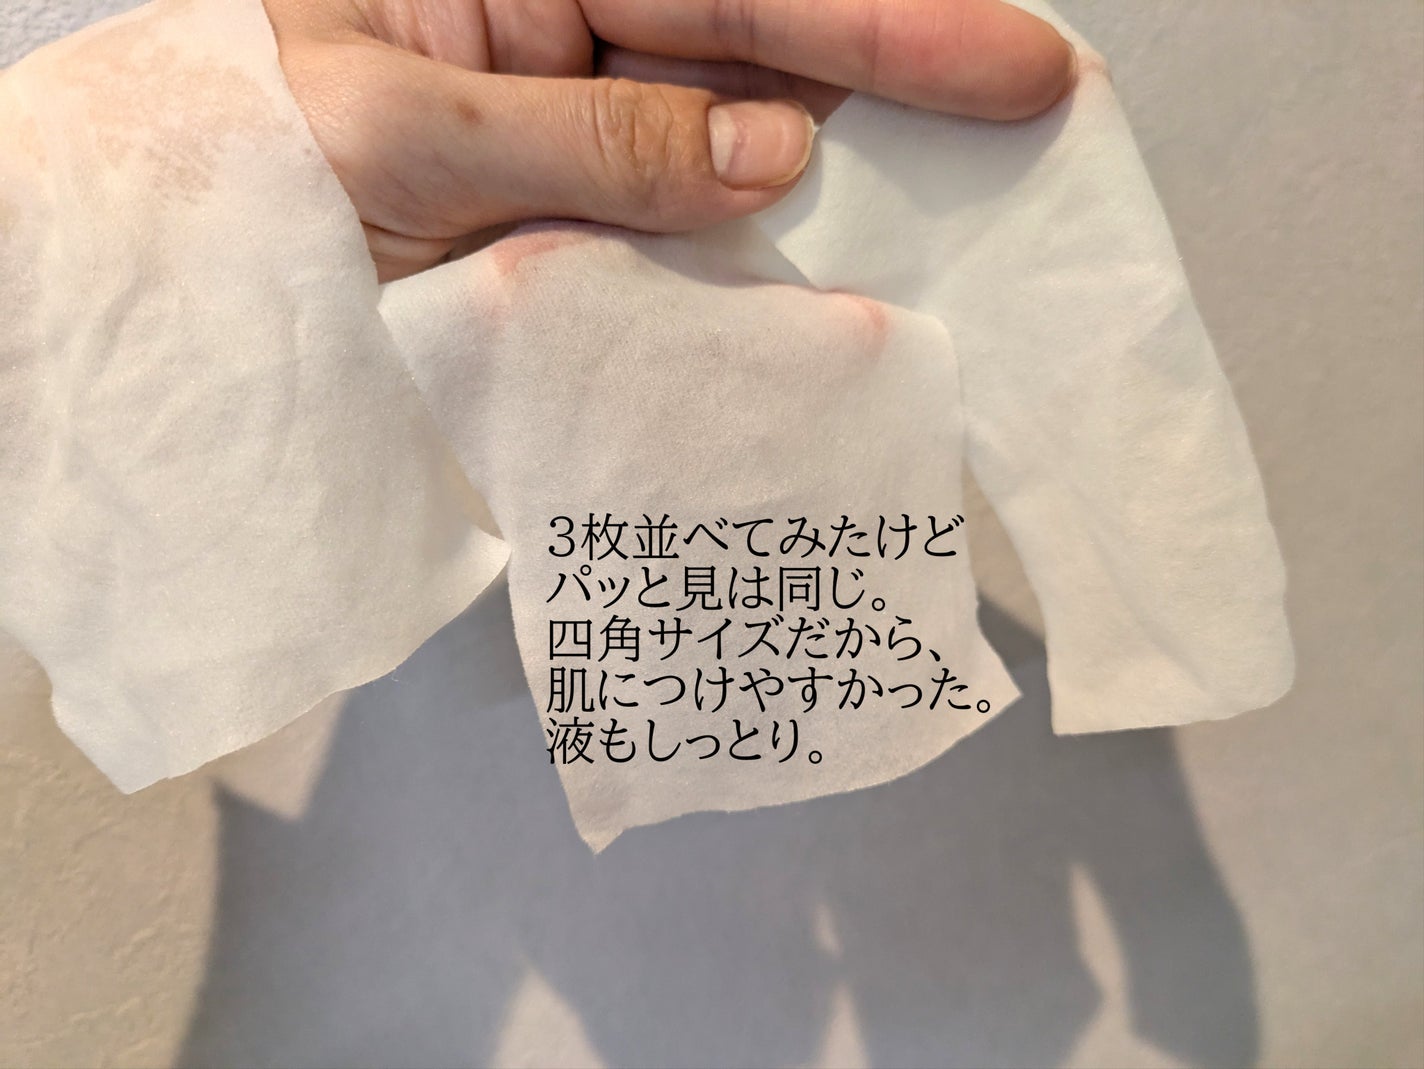 ３枚並べてみたけど
パッと見は同じ。
四角サイズだから、
肌につけやすかった。
液もしっとり。